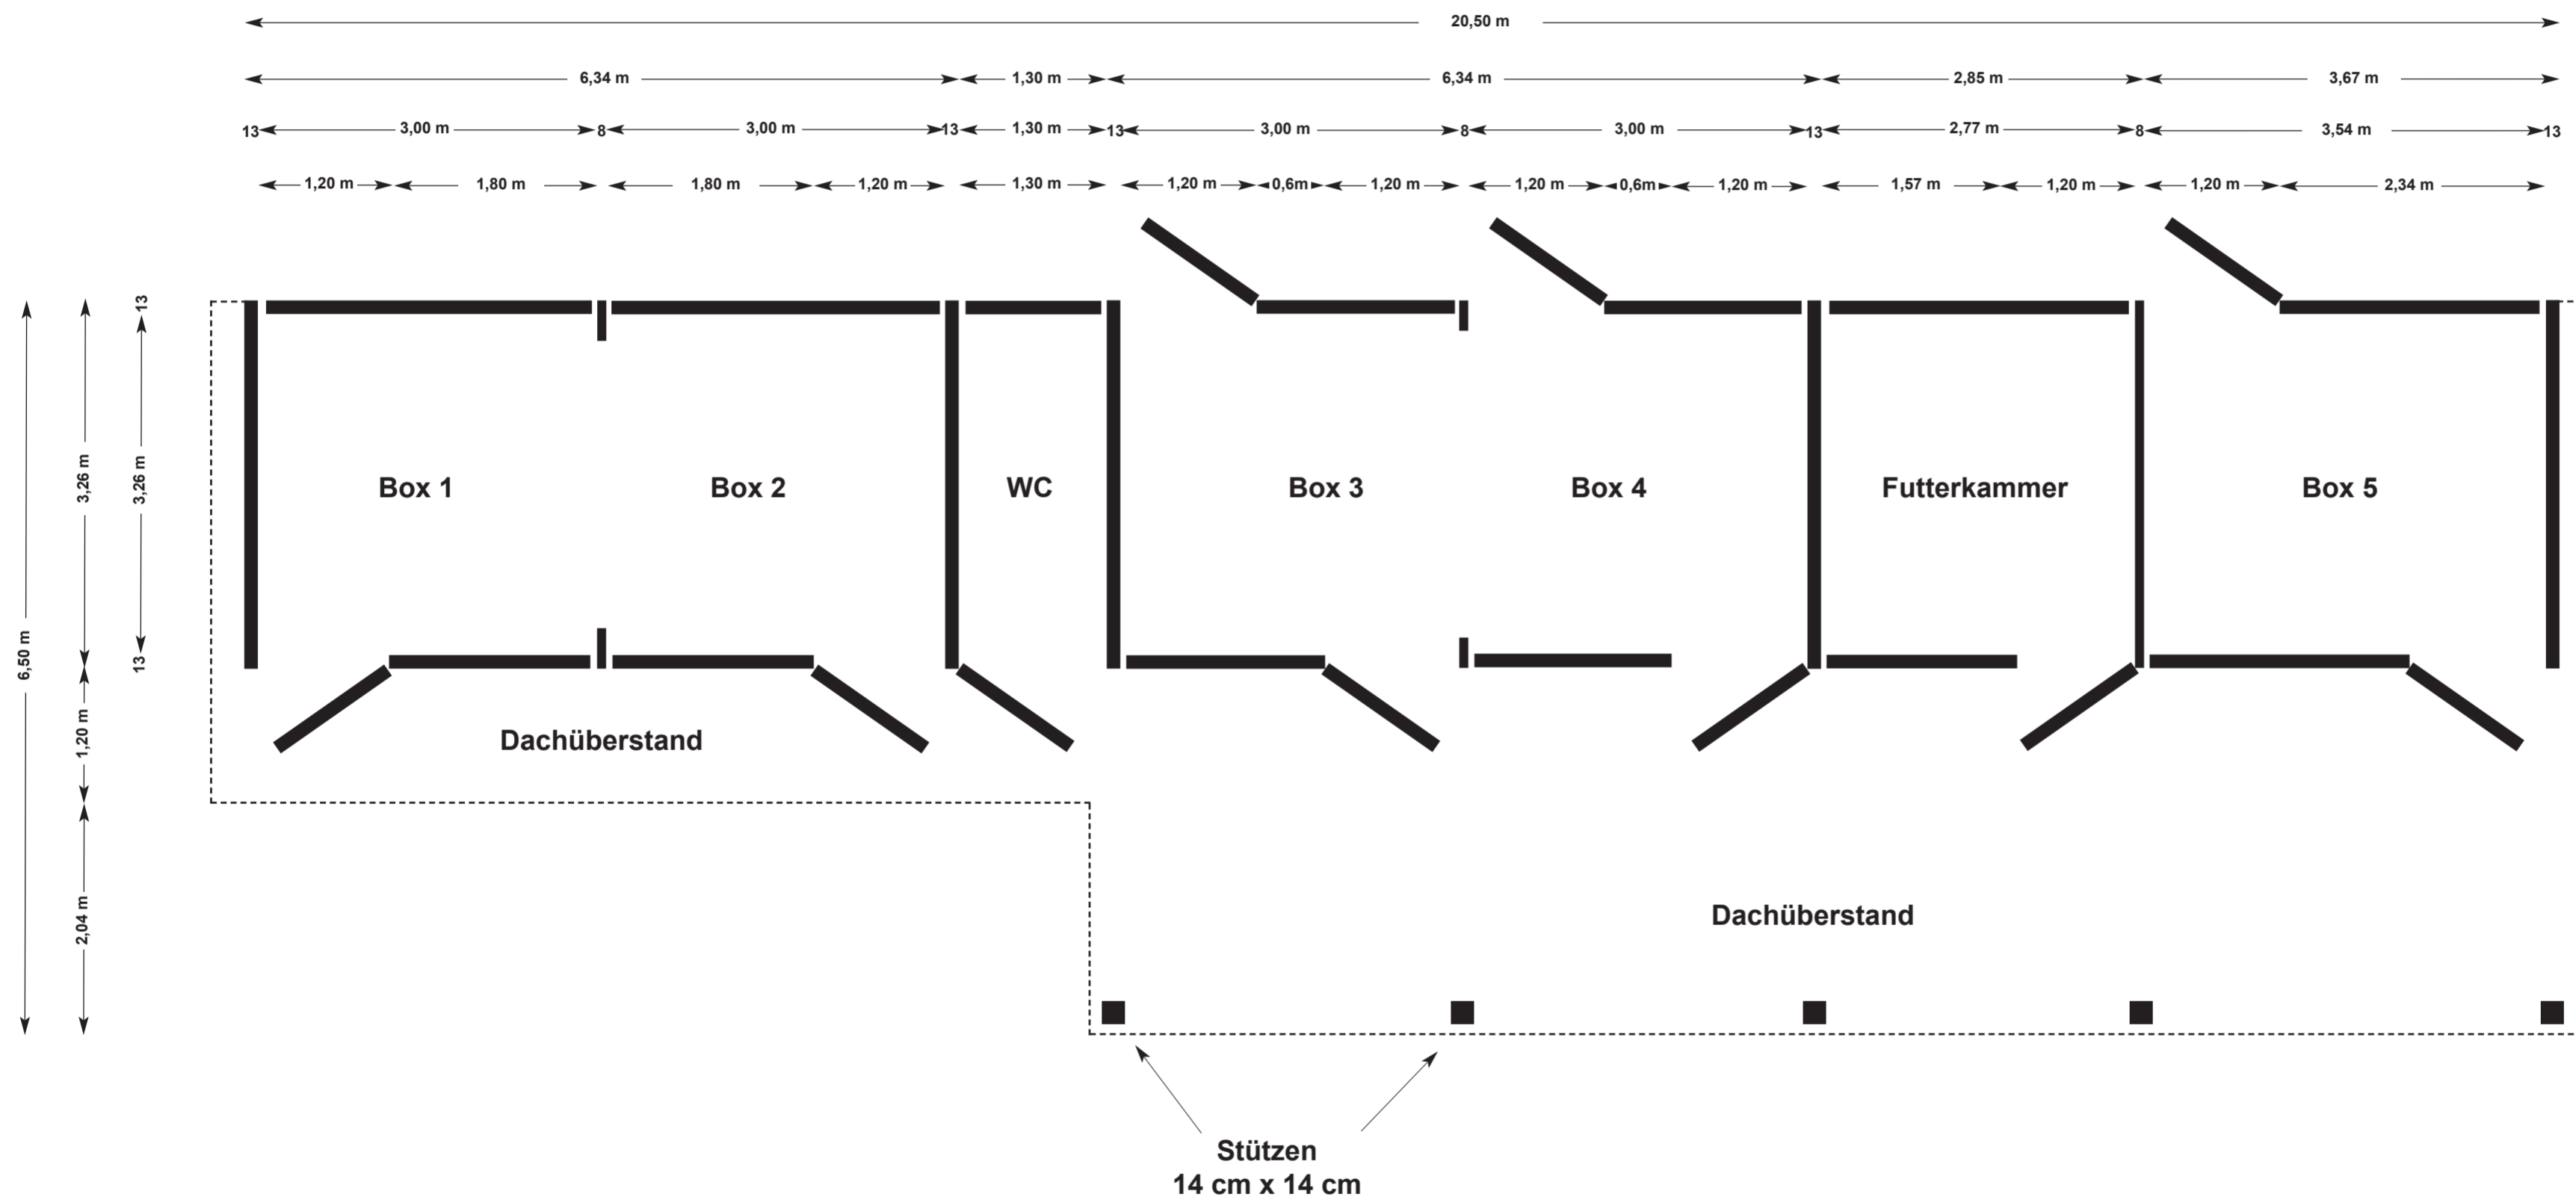 20,50 m
6,34 m 1,30 m 6,34 m 2,85 m 3,67 m
13 3,00 m 8 3,00 m 13 1,30 m 13 3,00 m 8 3,00 m 13 2,77 m 8 3,54 m 13
1,20 m 1,80 m 1,80 m 1,20 m 1,30 m 1,20 m 0,6m 1,20 m 1,20 m 0,6m 1,20 m 1,57 m 1,20 m 1,20 m 2,34 m
13
3,26 m
3,26 m
13
6,50 m
1,20 m
2,04 m
Box 1 Box 2 WC Box 3 Box 4 Futterkammer Box 5
Dachüberstand
Dachüberstand
Stützen
14 cm x 14 cm